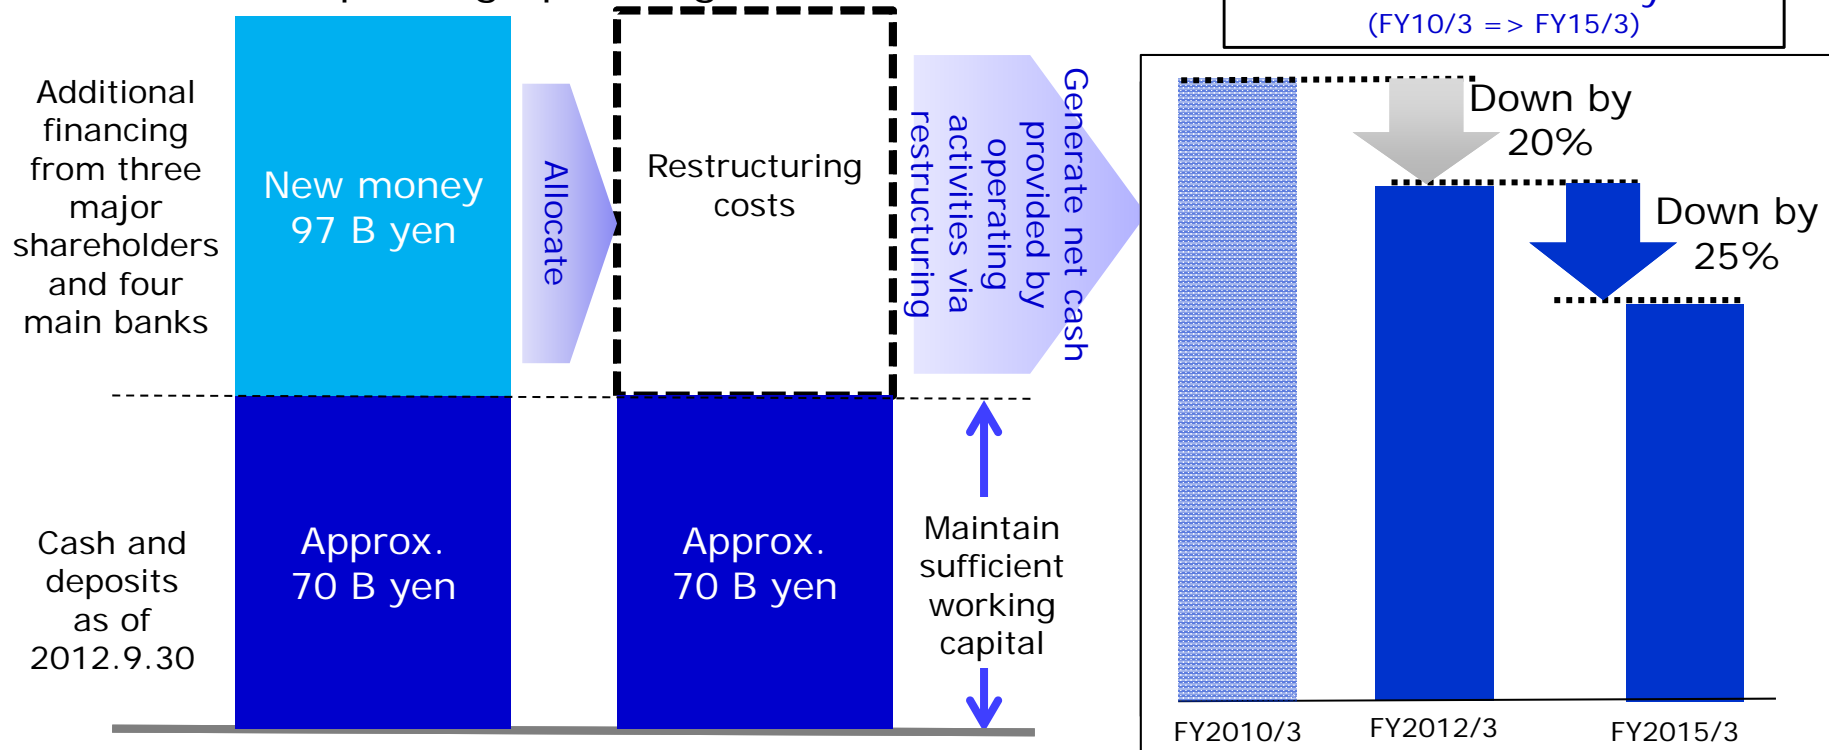 (FY10/3 => FY15/3)
Additional
financing
from three
major
shareholders
and four
main banks
New money
97 B yen
Allocate
Restructuring
costs
Generate net cash
provided by
operating
activities via
restructuring
Down by
20%
Down by
25%
Cash and
deposits
as of
2012.9.30
Approx.
70 B yen
Approx.
70 B yen
Maintain
sufficient
working
capital
FY2010/3
FY2012/3
FY2015/3